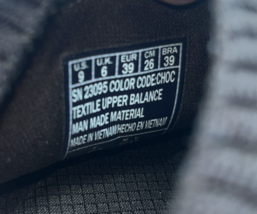 U.S. U.K. EUR CM BRA
9 6 39 26 39
SN 23095 COLOR CODE:CHOC
TEXTILE UPPER BALANCE
MAN MADE MATERIAL
MADE IN VIETNAM/HECHO EN VIETNAM